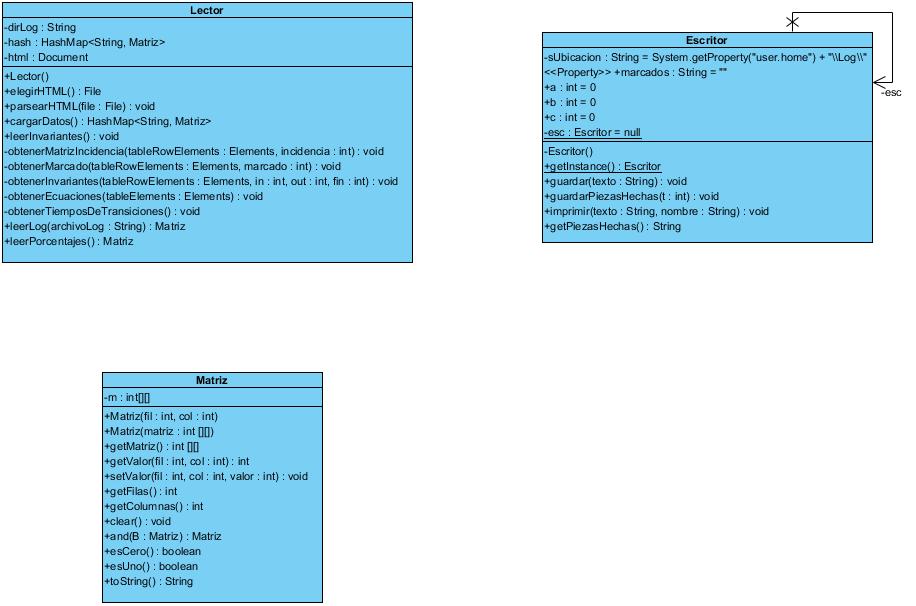 Lector
-dirLog : String
-hash : HashMap<String, Matriz>
-html : Document
+Lector()
+elegirHTML() : File
+parsearHTML(file : File) : void
+cargarDatos() : HashMap<String, Matriz>
+leerInvariantes() : void
-obtenerMatrizIncidencia(tableRowElements : Elements, incidencia : int) : void
-obtenerMarcado(tableRowElements : Elements, marcado : int) : void
-obtenerInvariantes(tableRowElements : Elements, in : int, out : int, fin : int) : void
-obtenerEcuaciones(tableElements : Elements) : void
-obtenerTiemposDeTransiciones() : void
+leerLog(archivoLog : String) : Matriz
+leerPorcentajes() : Matriz
Escritor
-sUbicacion : String = System.getProperty("user.home") + "\\Log\\"
<<Property>> +marcados : String = ""
+a : int = 0
+b : int = 0
+c : int = 0
-esc : Escritor = null
-Escritor()
+getInstance() : Escritor
+guardar(texto : String) : void
+guardarPiezasHechas(t : int) : void
+imprimir(texto : String, nombre : String) : void
+getPiezasHechas() : String
-esc
Matriz
-m : int[][]
+Matriz(fil : int, col : int)
+Matriz(matriz : int [][])
+getMatriz() : int [][]
+getValor(fil : int, col : int) : int
+setValor(fil : int, col : int, valor : int) : void
+getFilas() : int
+getColumnas() : int
+clear() : void
+and(B : Matriz) : Matriz
+esCero() : boolean
+esUno() : boolean
+toString() : String